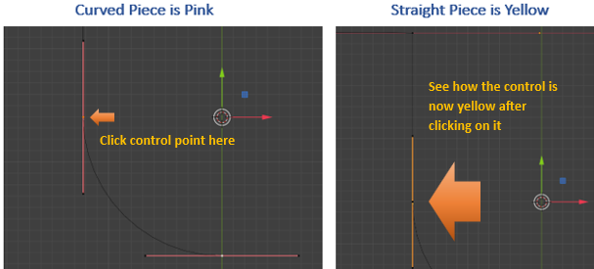 Curved Piece is Pink
Straight Piece is Yellow
Click control point here
See how the control is
now yellow after
clicking on it